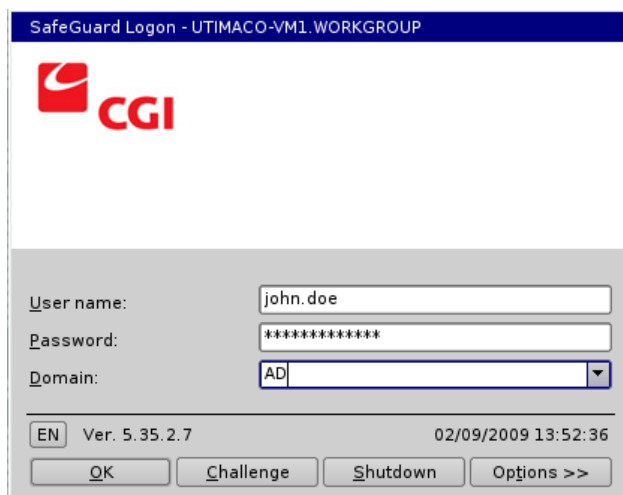 SafeGuard Logon - UTIMACO-VM1.WORKGROUP
CGI
User name: john.doe
Password: *************
Domain: AD
EN Ver. 5.35.2.7 02/09/2009 13:52:36
OK Challenge Shutdown Options >>